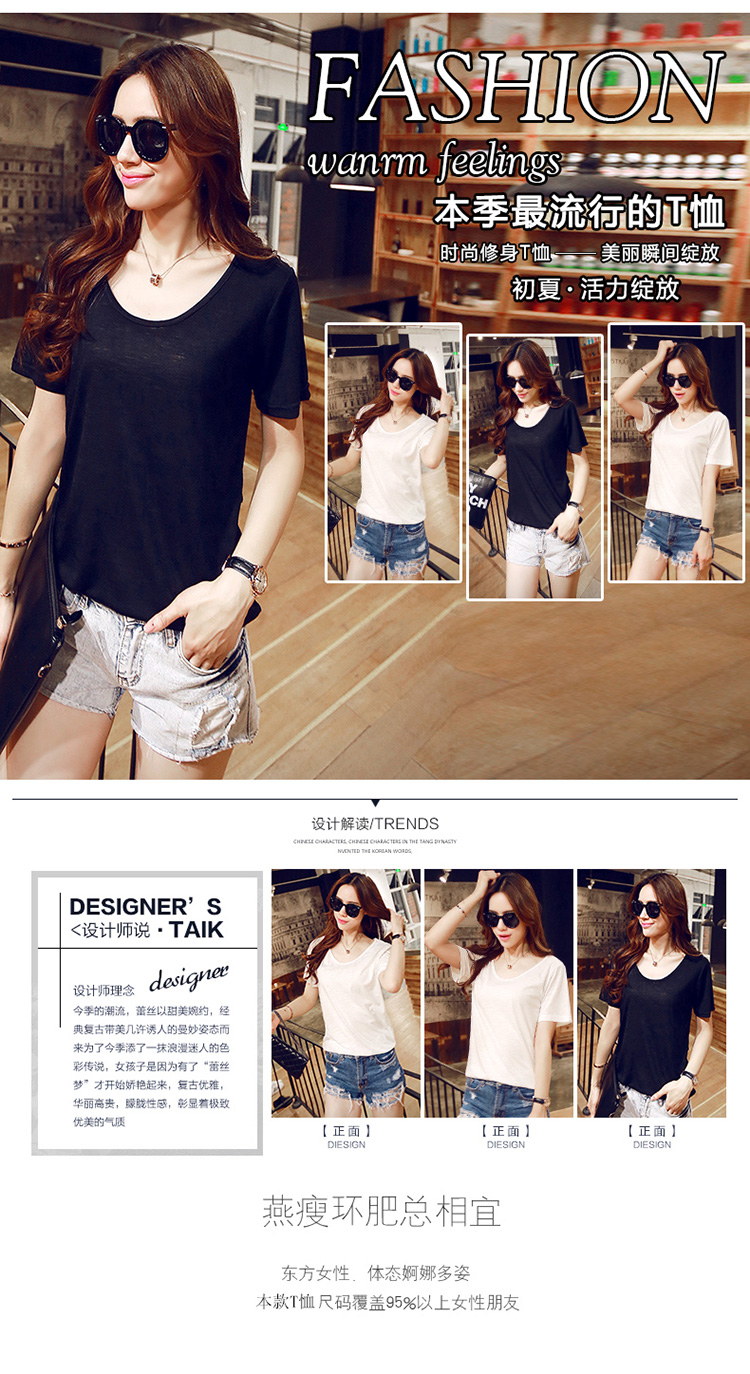 FASHION
wanrm feelings
本季最流行的T恤
时尚修身T恤——美丽瞬间绽放
初夏·活力绽放
设计解读/TRENDS
CHINESE CHARACTERS, CHINESE CHARACTERS IN THE TANG DYNASTY
INVENTED THE KOREAN WORDS.
DESIGNER’S
<设计师说·TAIK
设计师理念 designer
今季的潮流，蕾丝以甜美婉约，经
典复古带美几许诱人的曼妙姿态而
来为了今季添了一抹浪漫迷人的色
彩传说，女孩子是因为有了“蕾丝
梦”才开始娇艳起来，复古优雅，
华丽高贵，朦胧性感，彰显着极致
优美的气质
【正面】 【正面】 【正面】
DIESIGN DIESIGN DIESIGN
燕瘦环肥总相宜
东方女性、体态婀娜多姿
本款T恤尺码覆盖95%以上女性朋友